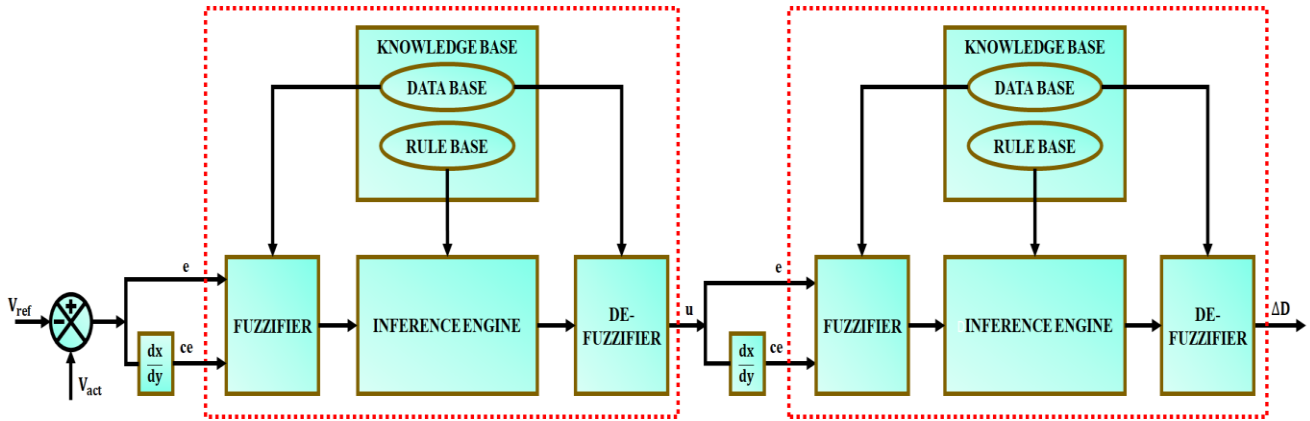 KNOWLEDGE BASE
DATA BASE
RULE BASE
V_ref
+
−
V_act
e
dx
dy
ce
FUZZIFIER
INFERENCE ENGINE
DE-
FUZZIFIER
u
KNOWLEDGE BASE
DATA BASE
RULE BASE
e
dx
dy
ce
FUZZIFIER
INFERENCE ENGINE
DE-
FUZZIFIER
ΔD